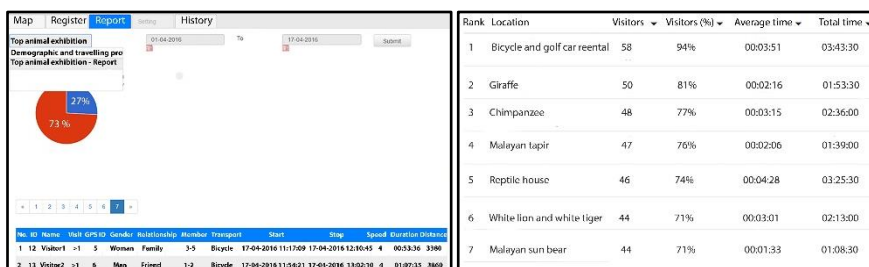 Map Register Report Setting History
Top animal exhibition 01-04-2016 To 17-04-2016 Submit
Demographic and travelling pro
Top animal exhibition - Report
27%
73 %
« 1 2 3 4 5 6 7 »
No. ID Name Visit GPS ID Gender Relationship Member Transport Start Stop Speed Duration Distance
1 12 Visitor1 >1 5 Woman Family 3-5 Bicycle 17-04-2016 11:17:09 17-04-2016 12:10:45 4 00:53:36 3380
2 13 Visitor2 >1 6 Man Friend 1-2 Bicycle 17-04-2016 11:54:21 17-04-2016 13:02:10 4 01:07:35 3869
Rank Location Visitors Visitors (%) Average time Total time
1 Bicycle and golf car reental 58 94% 00:03:51 03:43:30
2 Giraffe 50 81% 00:02:16 01:53:30
3 Chimpanzee 48 77% 00:03:15 02:36:00
4 Malayan tapir 47 76% 00:02:06 01:39:00
5 Reptile house 46 74% 00:04:28 03:25:30
6 White lion and white tiger 44 71% 00:03:01 02:13:00
7 Malayan sun bear 44 71% 00:01:33 01:08:30